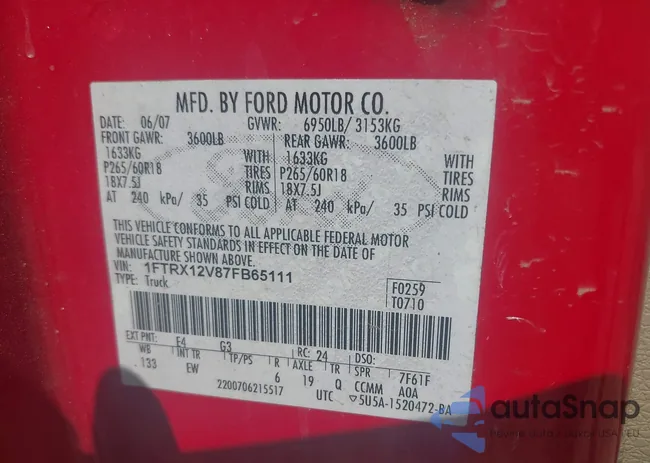 MFD. BY FORD MOTOR CO.
DATE: 06/07 GVWR: 6950LB/ 3153KG
FRONT GAWR: 3600LB REAR GAWR: 3600LB
1633KG WITH 1633KG WITH
P265/60R18 TIRES P265/60R18 TIRES
18X7.5J RIMS 18X7.5J RIMS
AT 240 kPa/ 35 PSI COLD AT 240 kPa/ 35 PSI COLD
THIS VEHICLE CONFORMS TO ALL APPLICABLE FEDERAL MOTOR
VEHICLE SAFETY STANDARDS IN EFFECT ON THE DATE OF
MANUFACTURE SHOWN ABOVE.
VIN: 1FTRX12V87FB65111
TYPE: Truck
F0259
T0710
EXT PNT: E4 G3 RC: 24 DSO:
WB INT TR TP/PS R AXLE TR SPR 7F61F
133 EW 6 19 Q CCMM AOA
2200706215517 UTC ▽5U5A-1520472-BA
autoSnap